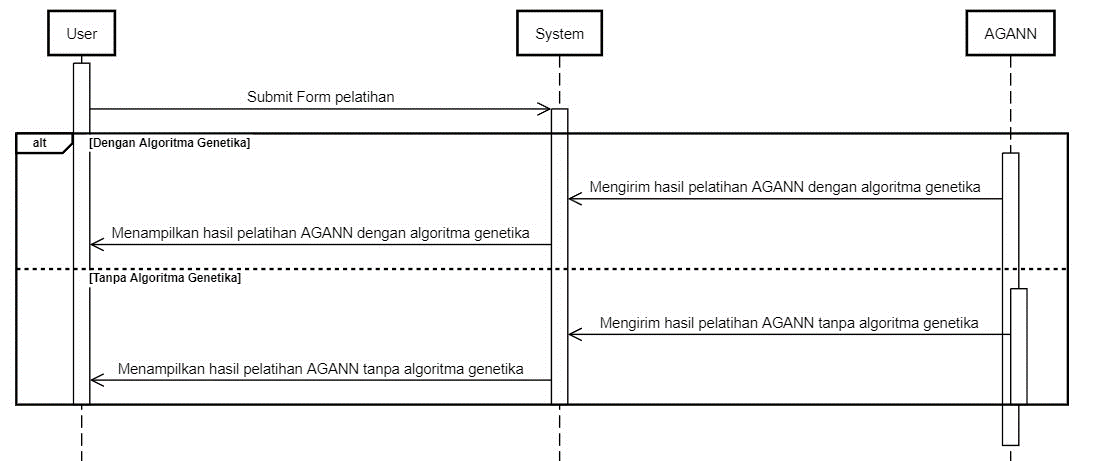 User
System
AGANN
Submit Form pelatihan
alt
[Dengan Algoritma Genetika]
Mengirim hasil pelatihan AGANN dengan algoritma genetika
Menampilkan hasil pelatihan AGANN dengan algoritma genetika
[Tanpa Algoritma Genetika]
Mengirim hasil pelatihan AGANN tanpa algoritma genetika
Menampilkan hasil pelatihan AGANN tanpa algoritma genetika